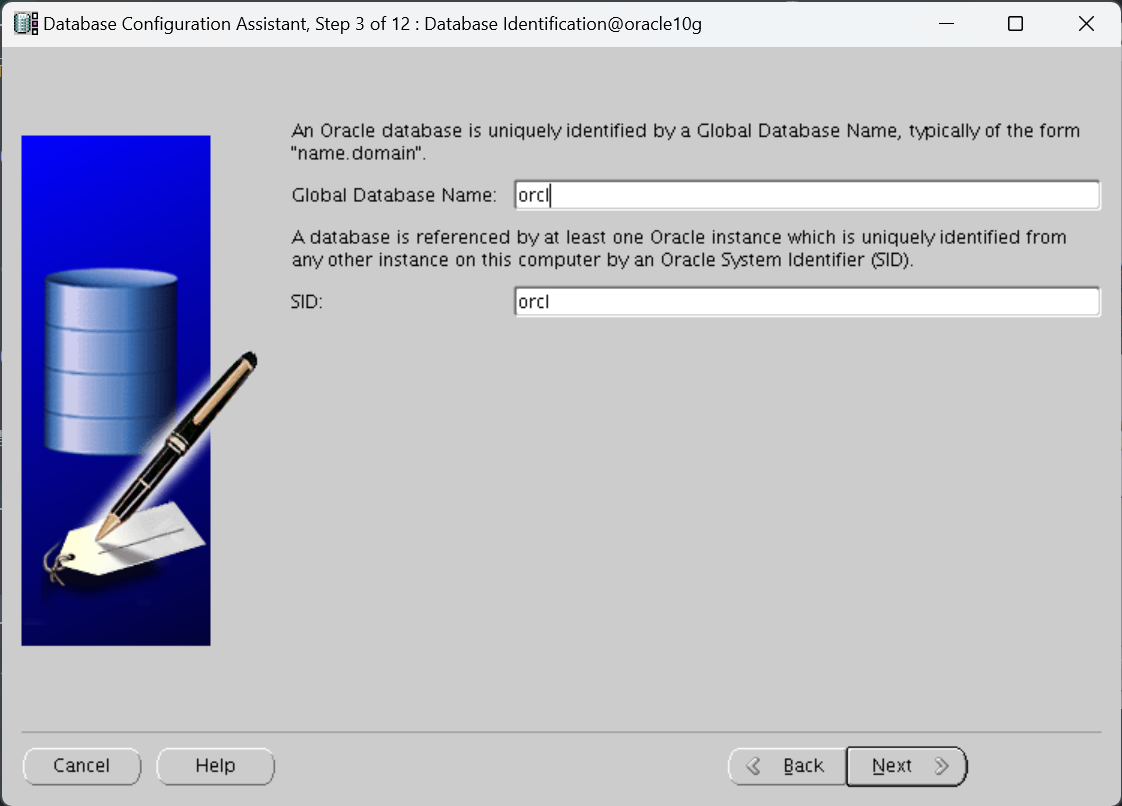 Database Configuration Assistant, Step 3 of 12 : Database Identification@oracle10g
An Oracle database is uniquely identified by a Global Database Name, typically of the form
"name.domain".
Global Database Name: orcl
A database is referenced by at least one Oracle instance which is uniquely identified from
any other instance on this computer by an Oracle System Identifier (SID).
SID: orcl
Cancel Help Back Next